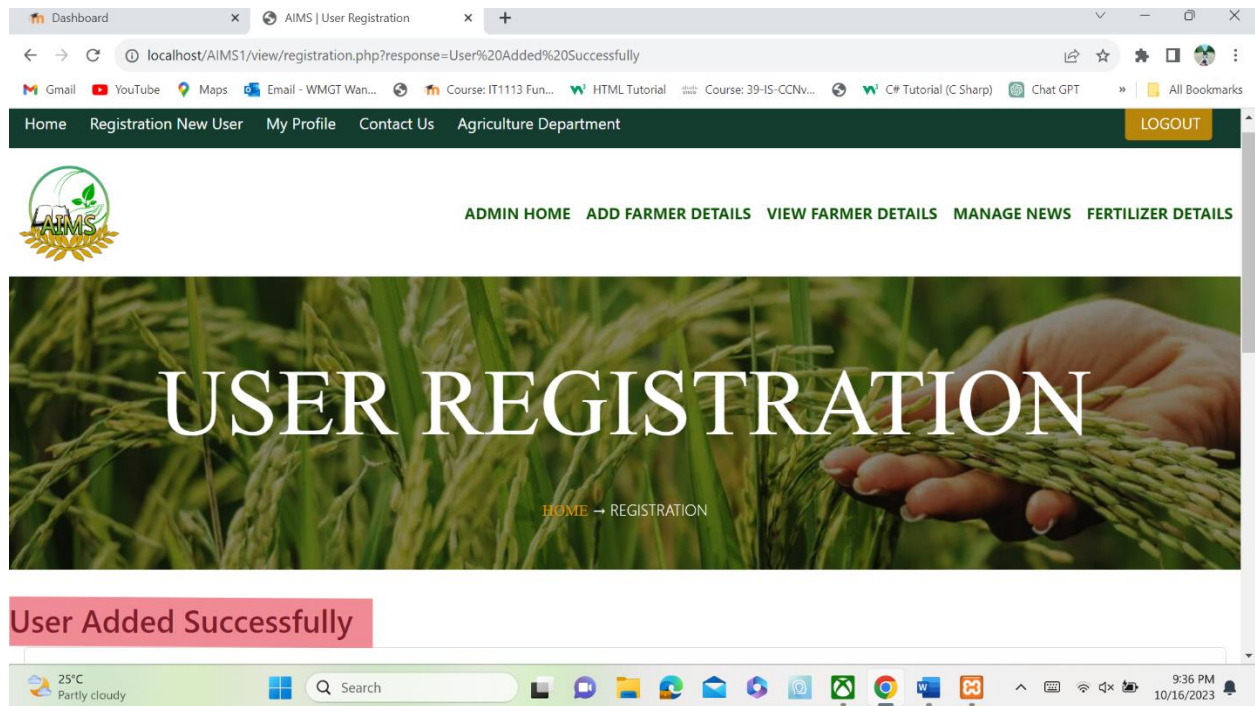 Dashboard
AIMS | User Registration
localhost/AIMS1/view/registration.php?response=User%20Added%20Successfully
Gmail YouTube Maps Email - WMGT Wan... Course: IT1113 Fun... HTML Tutorial Course: 39-IS-CCNv... C# Tutorial (C Sharp) Chat GPT » All Bookmarks
Home Registration New User My Profile Contact Us Agriculture Department LOGOUT
AIMS
ADMIN HOME ADD FARMER DETAILS VIEW FARMER DETAILS MANAGE NEWS FERTILIZER DETAILS
USER REGISTRATION
HOME → REGISTRATION
User Added Successfully
25°C
Partly cloudy
Search
9:36 PM
10/16/2023